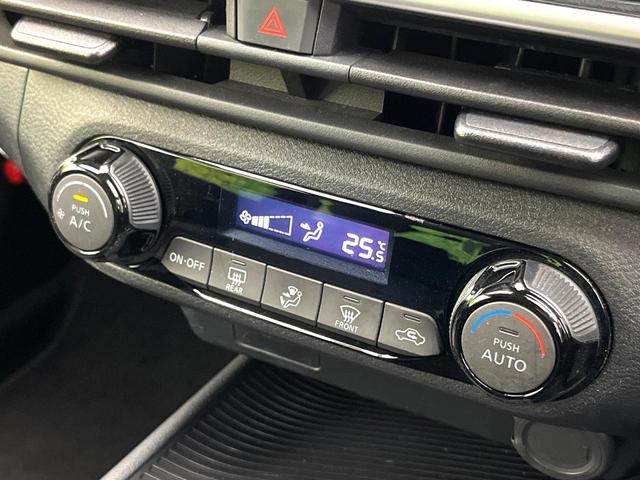 PUSH
A/C
25.5
°C
ON·OFF
REAR
FRONT
PUSH
AUTO